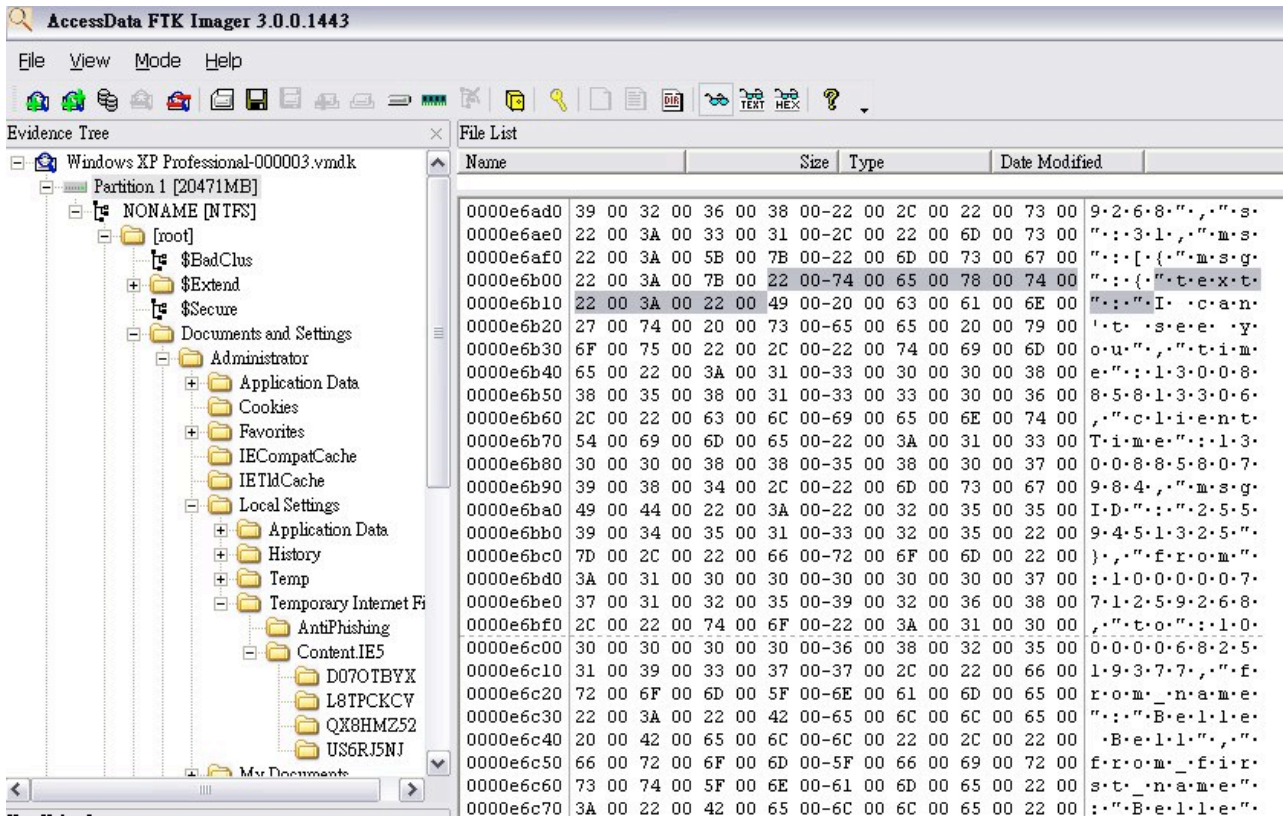 AccessData FTK Imager 3.0.0.1443
File View Mode Help
TEXT HEX
DIR
Evidence Tree
File List
Windows XP Professional-000003.vmdk
Partition 1 [20471MB]
NONAME [NTFS]
[root]
$BadClus
$Extend
$Secure
Documents and Settings
Administrator
Application Data
Cookies
Favorites
IECompatCache
IETldCache
Local Settings
Application Data
History
Temp
Temporary Internet Fi
AntiPhishing
Content.IE5
D07OTBYX
L8TPCKCV
QX8HMZ52
US6RJ5NJ
My Documents
Name Size Type Date Modified
0000e6ad0 39 00 32 00 36 00 38 00-22 00 2C 00 22 00 73 00 9·2·6·8·"·,·"·s·
0000e6ae0 22 00 3A 00 33 00 31 00-2C 00 22 00 6D 00 73 00 "·:·3·1·,·"·m·s·
0000e6af0 22 00 3A 00 5B 00 7B 00-22 00 6D 00 73 00 67 00 "·:·[·{·"·m·s·g·
0000e6b00 22 00 3A 00 7B 00 22 00-74 00 65 00 78 00 74 00 "·:·{·"·t·e·x·t·
0000e6b10 22 00 3A 00 22 00 49 00-20 00 63 00 61 00 6E 00 "·:·"·I· ·c·a·n·
0000e6b20 27 00 74 00 20 00 73 00-65 00 65 00 20 00 79 00 '·t· ·s·e·e· ·y·
0000e6b30 6F 00 75 00 22 00 2C 00-22 00 74 00 69 00 6D 00 o·u·"·,·"·t·i·m·
0000e6b40 65 00 22 00 3A 00 31 00-33 00 30 00 30 00 38 00 e·"·:·1·3·0·0·8·
0000e6b50 38 00 35 00 38 00 31 00-33 00 33 00 30 00 36 00 8·5·8·1·3·3·0·6·
0000e6b60 2C 00 22 00 63 00 6C 00-69 00 65 00 6E 00 74 00 ,·"·c·l·i·e·n·t·
0000e6b70 54 00 69 00 6D 00 65 00-22 00 3A 00 31 00 33 00 T·i·m·e·"·:·1·3·
0000e6b80 30 00 30 00 38 00 38 00-35 00 38 00 30 00 37 00 0·0·8·8·5·8·0·7·
0000e6b90 39 00 38 00 34 00 2C 00-22 00 6D 00 73 00 67 00 9·8·4·,·"·m·s·g·
0000e6ba0 49 00 44 00 22 00 3A 00-22 00 32 00 35 00 35 00 I·D·"·:·"·2·5·5·
0000e6bb0 39 00 34 00 35 00 31 00-33 00 32 00 35 00 22 00 9·4·5·1·3·2·5·"·
0000e6bc0 7D 00 2C 00 22 00 66 00-72 00 6F 00 6D 00 22 00 }·,·"·f·r·o·m·"·
0000e6bd0 3A 00 31 00 30 00 30 00-30 00 30 00 30 00 37 00 :·1·0·0·0·0·0·7·
0000e6be0 37 00 31 00 32 00 35 00-39 00 32 00 36 00 38 00 7·1·2·5·9·2·6·8·
0000e6bf0 2C 00 22 00 74 00 6F 00-22 00 3A 00 31 00 30 00 ,·"·t·o·"·:·1·0·
0000e6c00 30 00 30 00 30 00 30 00-36 00 38 00 32 00 35 00 0·0·0·0·6·8·2·5·
0000e6c10 31 00 39 00 33 00 37 00-37 00 2C 00 22 00 66 00 1·9·3·7·7·,·"·f·
0000e6c20 72 00 6F 00 6D 00 5F 00-6E 00 61 00 6D 00 65 00 r·o·m·_·n·a·m·e·
0000e6c30 22 00 3A 00 22 00 42 00-65 00 6C 00 6C 00 65 00 "·:·"·B·e·l·l·e·
0000e6c40 20 00 42 00 65 00 6C 00-6C 00 22 00 2C 00 22 00 ·B·e·l·l·"·,·"·
0000e6c50 66 00 72 00 6F 00 6D 00-5F 00 66 00 69 00 72 00 f·r·o·m·_·f·i·r·
0000e6c60 73 00 74 00 5F 00 6E 00-61 00 6D 00 65 00 22 00 s·t·_·n·a·m·e·"·
0000e6c70 3A 00 22 00 42 00 65 00-6C 00 6C 00 65 00 22 00 :·"·B·e·l·l·e·"·